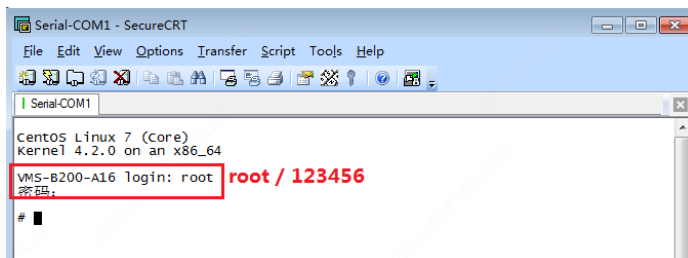 Serial-COM1 - SecureCRT
File Edit View Options Transfer Script Tools Help
Serial-COM1
CentOS Linux 7 (Core)
Kernel 4.2.0 on an x86_64
VMS-B200-A16 login: root root / 123456
密码:
#